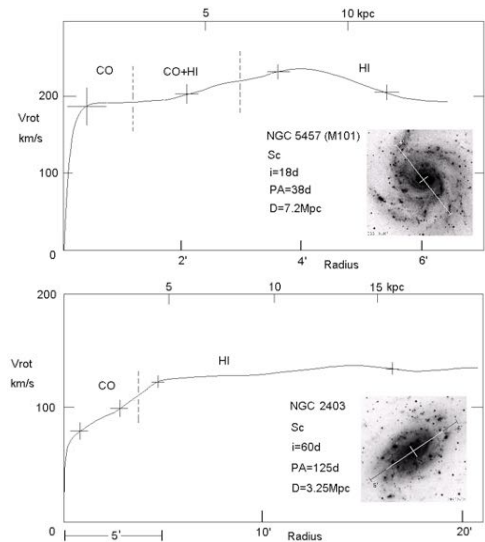 5 10 kpc
CO CO+HI HI
200
Vrot
km/s
100
0
NGC 5457 (M101)
Sc
i=18d
PA=38d
D=7.2Mpc
2' 4' 6'
Radius
200
5 10 15 kpc
Vrot
km/s
HI
CO
100
NGC 2403
Sc
i=60d
PA=125d
D=3.25Mpc
5'
0
5' 10' Radius 20'